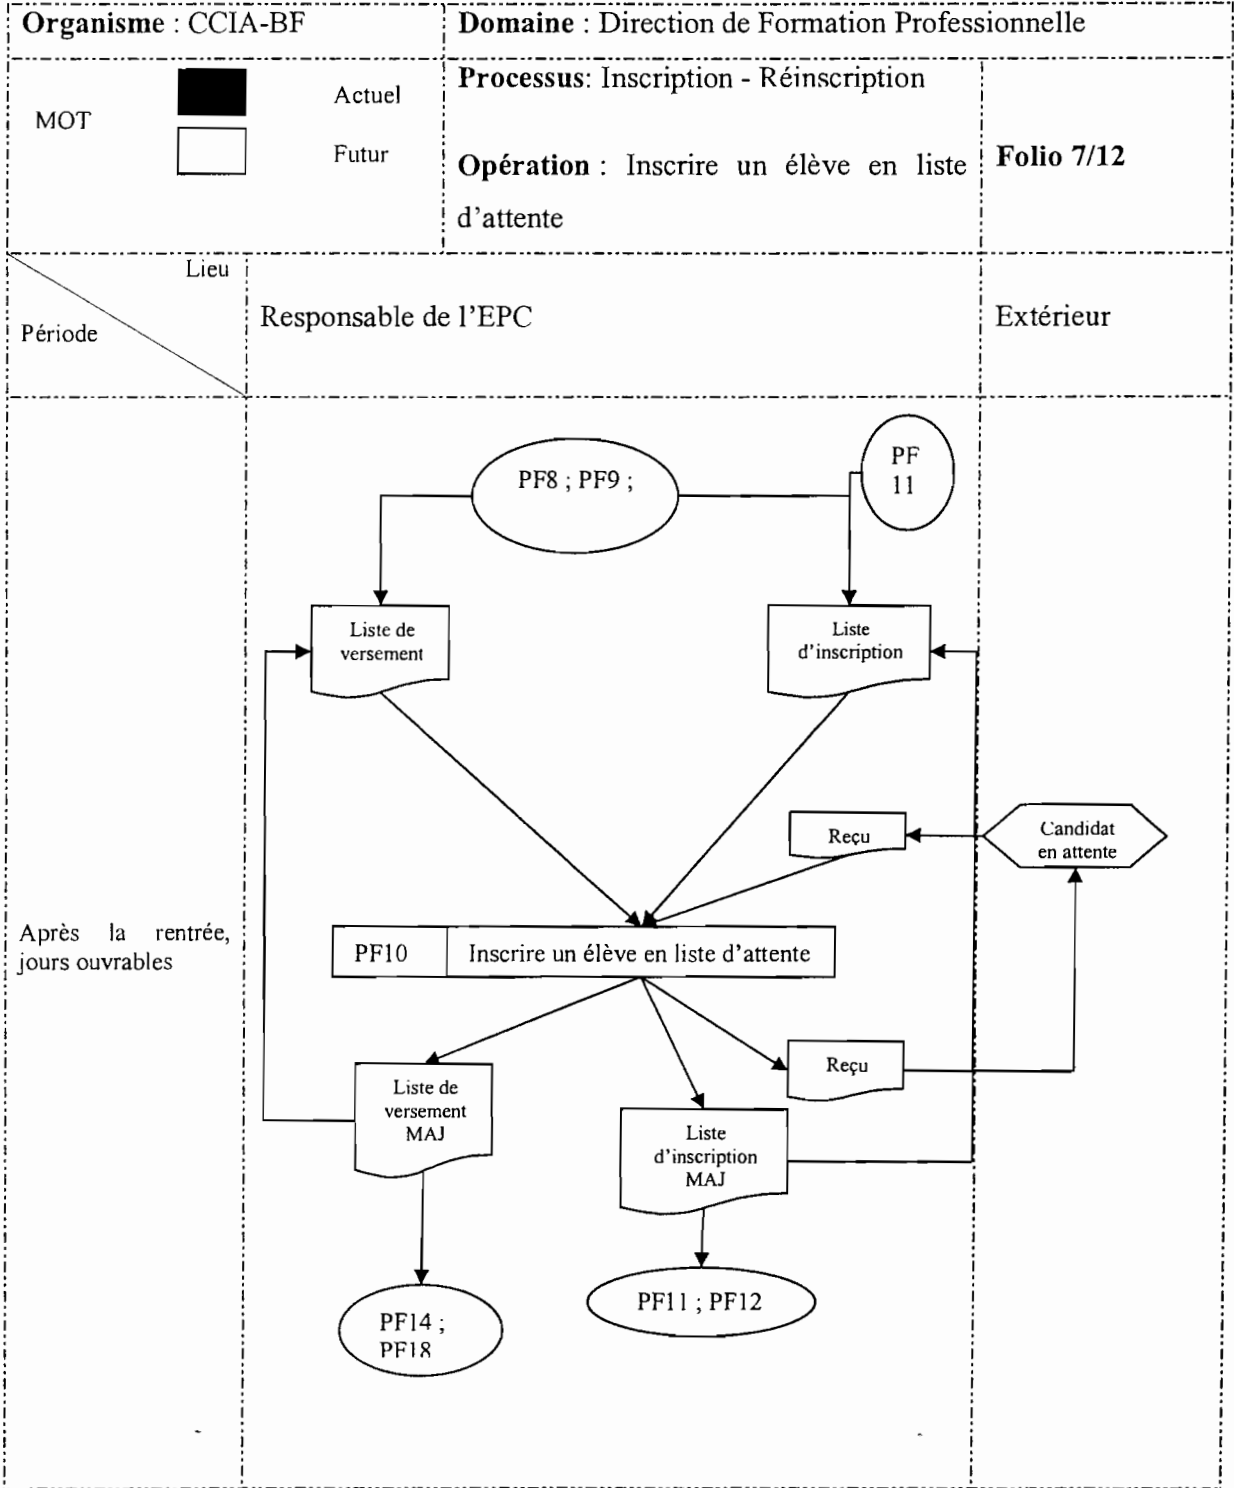 Organisme : CCIA-BF
Domaine : Direction de Formation Professionnelle
MOT
Actuel
Futur
Processus: Inscription - Réinscription
Opération : Inscrire un élève en liste
d'attente
Folio 7/12
Lieu
Période
Responsable de l'EPC
Extérieur
PF8 ; PF9 ;
PF
11
Liste de
versement
Liste
d'inscription
Reçu
Candidat
en attente
Après la rentrée,
jours ouvrables
PF10
Inscrire un élève en liste d'attente
Liste de
versement
MAJ
Liste
d'inscription
MAJ
Reçu
PF14 ;
PF18
PF11 ; PF12